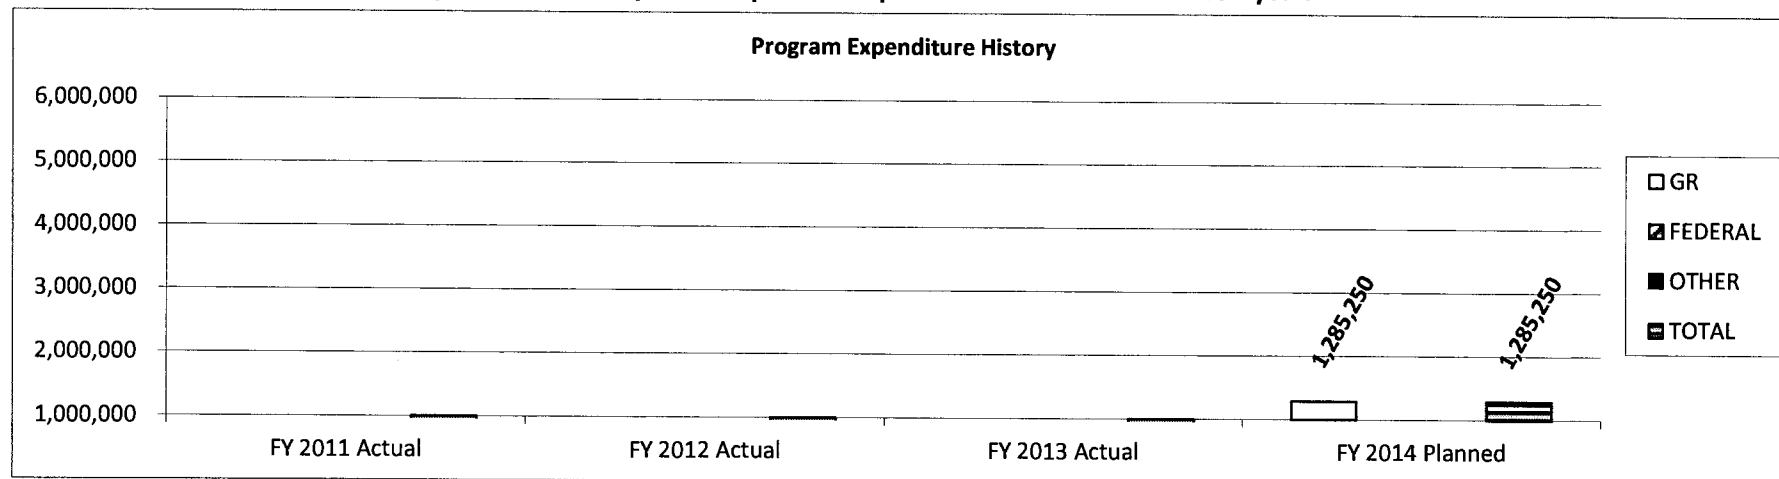 Program Expenditure History
6,000,000
5,000,000
4,000,000
3,000,000
2,000,000
1,000,000
1,285,250
1,285,250
FY 2011 Actual
FY 2012 Actual
FY 2013 Actual
FY 2014 Planned
GR
FEDERAL
OTHER
TOTAL